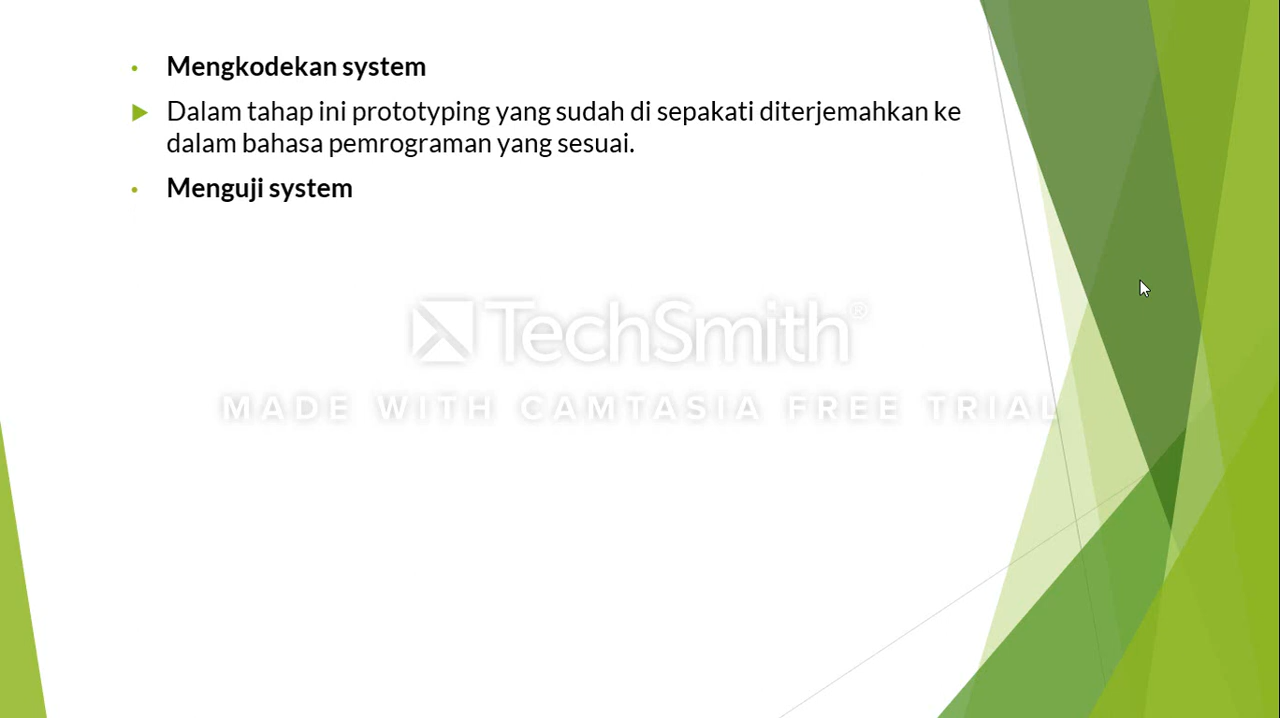 Mengkodekan system
Dalam tahap ini prototyping yang sudah di sepakati diterjemahkan ke
dalam bahasa pemrograman yang sesuai.
Menguji system
TechSmith®
MADE WITH CAMTASIA FREE TRIAL